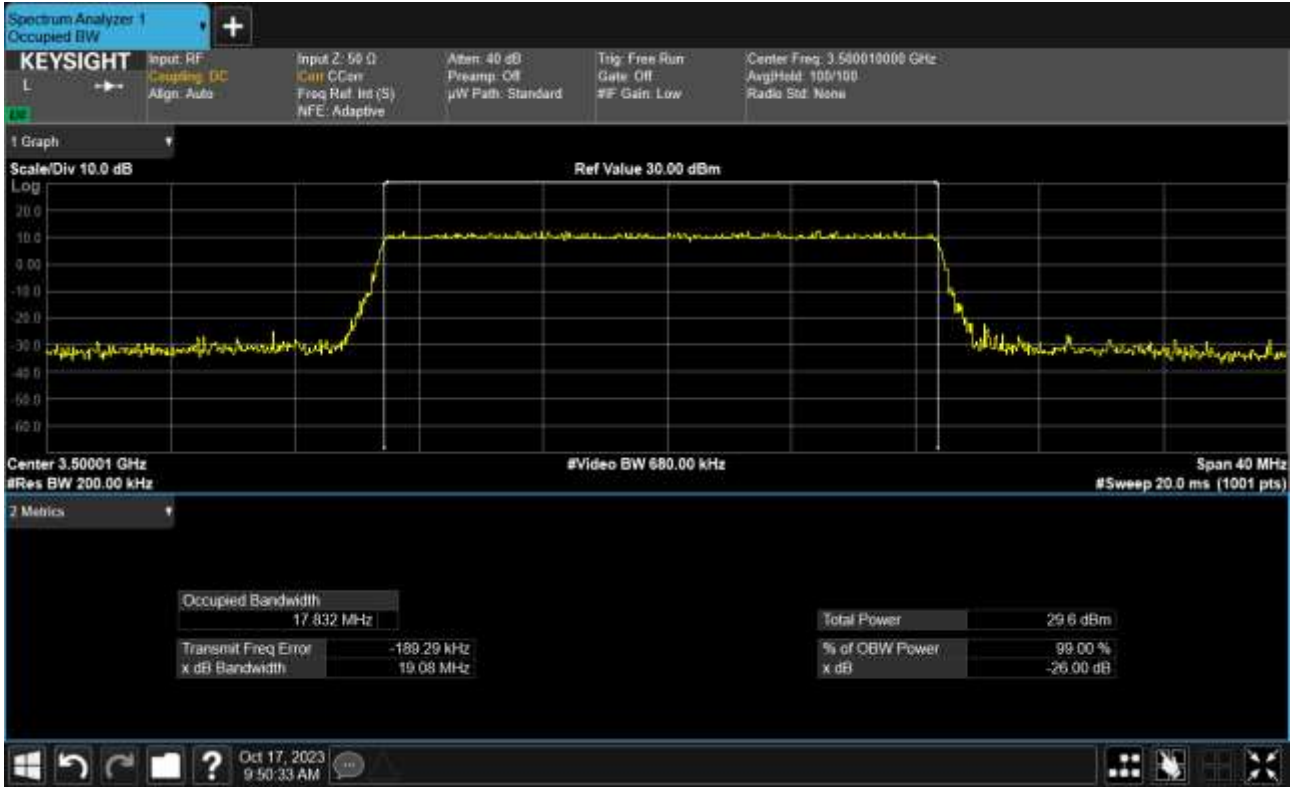 Spectrum Analyzer 1
Occupied BW
KEYSIGHT
L
Input: RF
Coupling: DC
Align: Auto
Input Z: 50 Ω
Corr CCorr
Freq Ref: Int (S)
NFE: Adaptive
Atten: 40 dB
Preamp: Off
µW Path: Standard
Trig: Free Run
Gate: Off
#IF Gain: Low
Center Freq: 3.500010000 GHz
Avg|Hold: 100/100
Radio Std: None
1 Graph
Scale/Div 10.0 dB
Ref Value 30.00 dBm
Log
20.0
10.0
0.00
-10.0
-20.0
-30.0
-40.0
-50.0
-60.0
Center 3.50001 GHz
#Video BW 680.00 kHz
Span 40 MHz
#Res BW 200.00 kHz
#Sweep 20.0 ms (1001 pts)
2 Metrics
Occupied Bandwidth
17.832 MHz
Total Power 29.6 dBm
Transmit Freq Error -189.29 kHz
% of OBW Power 99.00 %
x dB Bandwidth 19.08 MHz
x dB -26.00 dB
?
Oct 17, 2023
9:50:33 AM